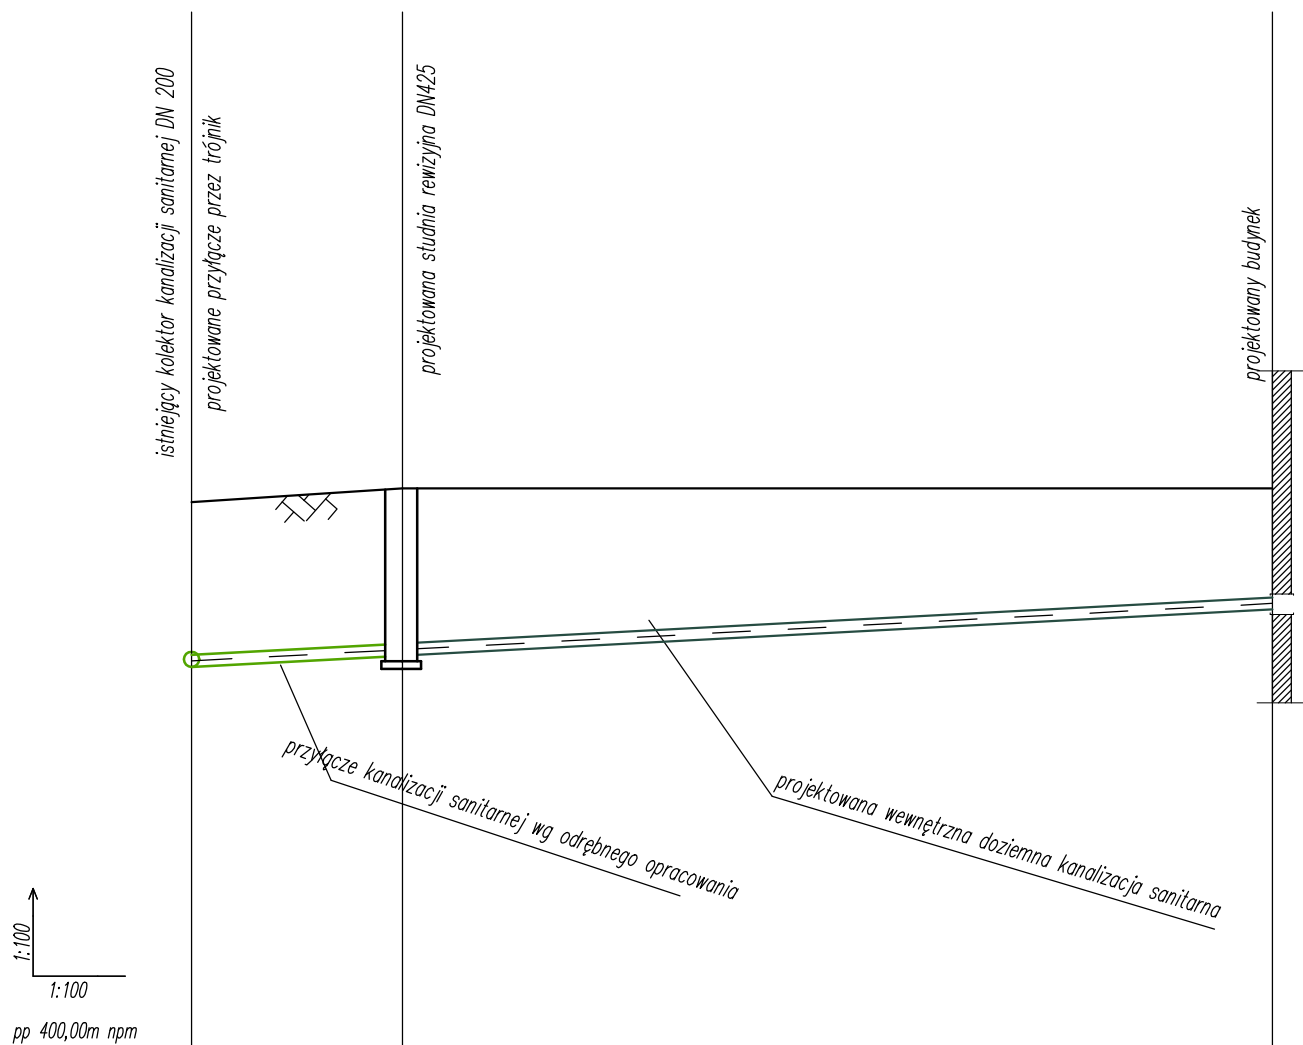 istniejący kolektor kanalizacji sanitarnej DN 200
projektowane przyłącze przez trójnik
projektowana studnia rewizyjna DN425
projektowany budynek
przyłącze kanalizacji sanitarnej wg odrębnego opracowania
projektowana wewnętrzna doziemna kanalizacja sanitarna
1:100
1:100
pp 400,00m npm